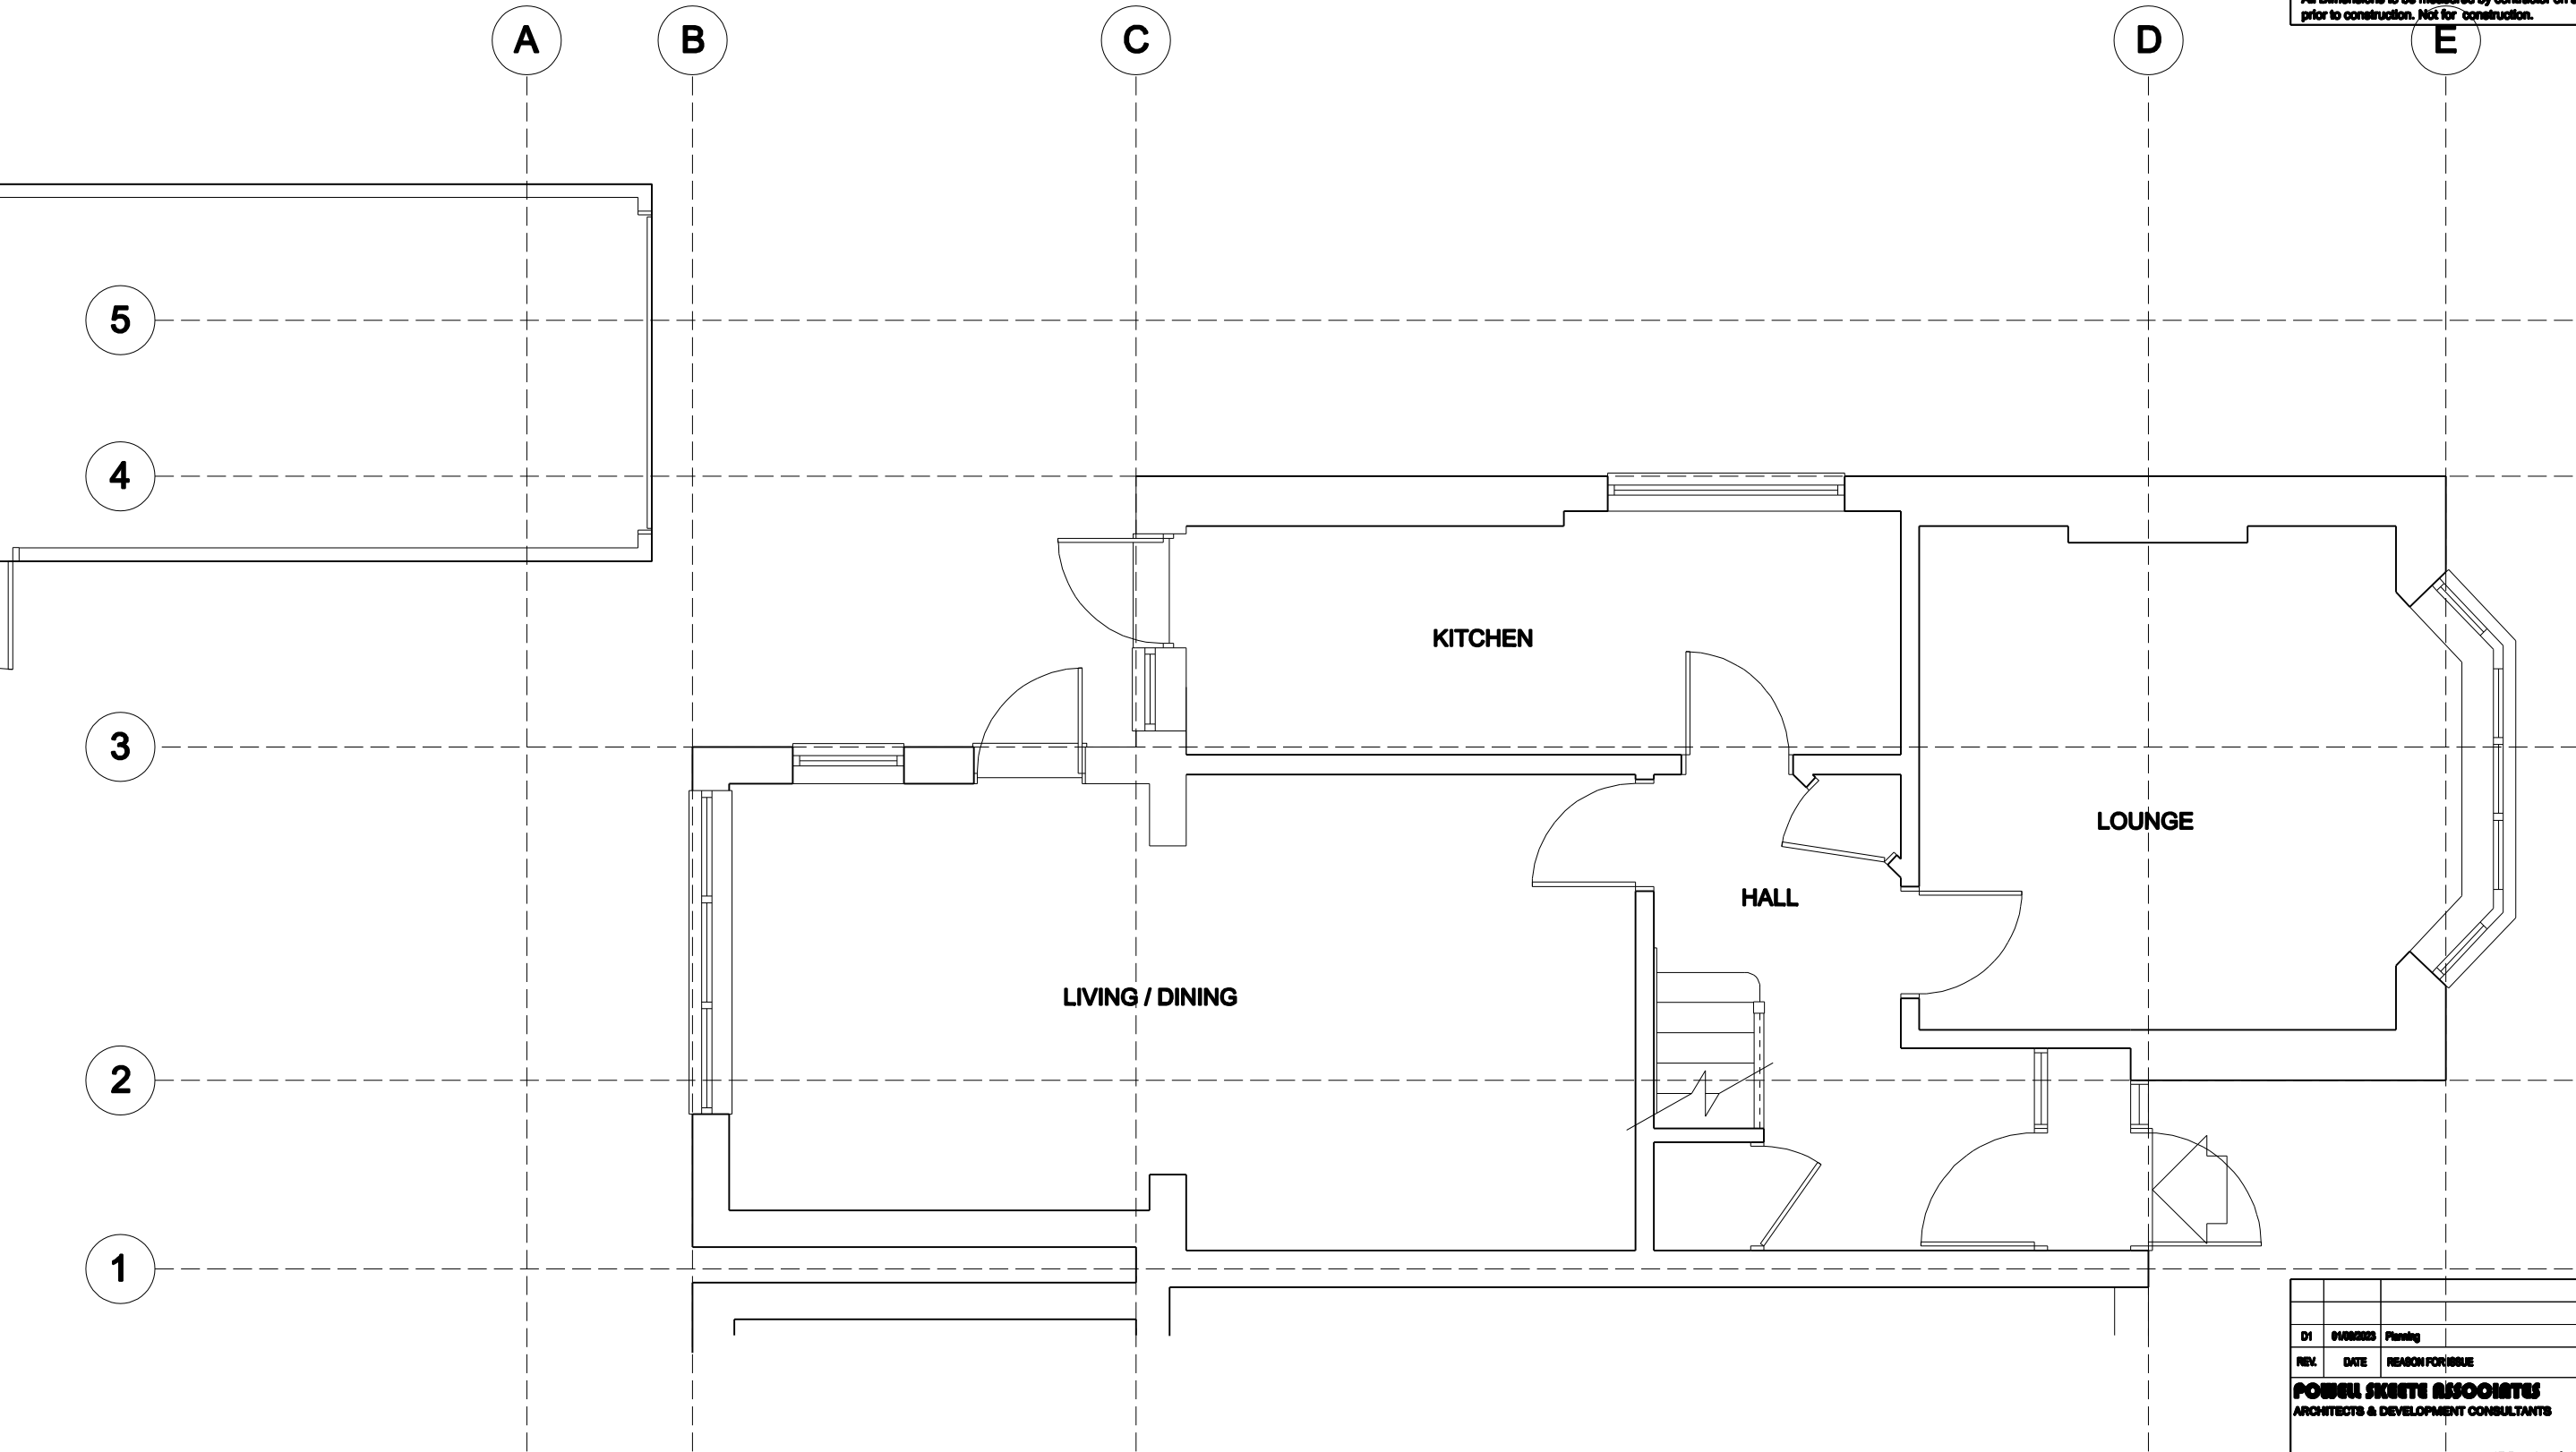 prior to construction. Not for construction.
A
B
C
D
E
5
4
3
2
1
KITCHEN
LOUNGE
HALL
LIVING / DINING
D1 Planning
REV. DATE REASON FOR ISSUE
POWELL SKEETE ASSOCIATES
ARCHITECTS & DEVELOPMENT CONSULTANTS